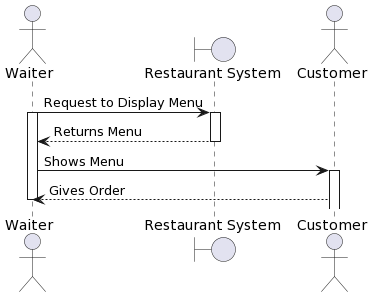 Waiter
Restaurant System
Customer
Request to Display Menu
Returns Menu
Shows Menu
Gives Order
Waiter
Restaurant System
Customer